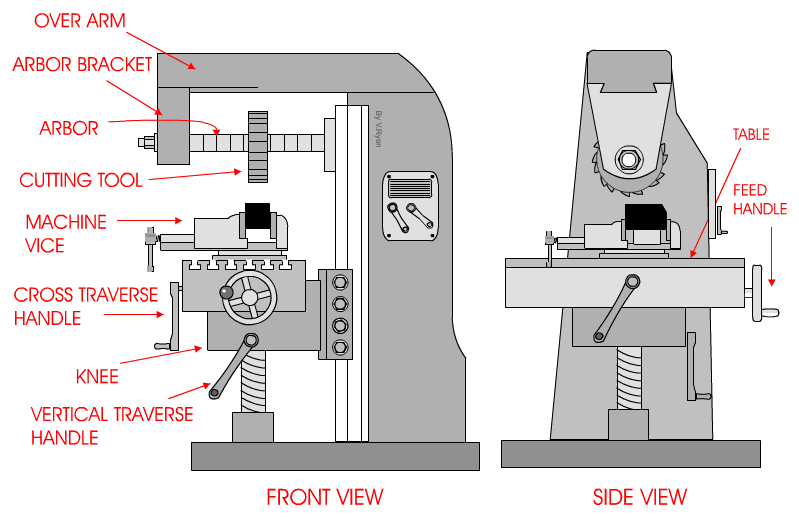 OVER ARM
ARBOR BRACKET
ARBOR
CUTTING TOOL
MACHINE
VICE
CROSS TRAVERSE
HANDLE
KNEE
VERTICAL TRAVERSE
HANDLE
By V.Ryan
FRONT VIEW
TABLE
FEED
HANDLE
SIDE VIEW